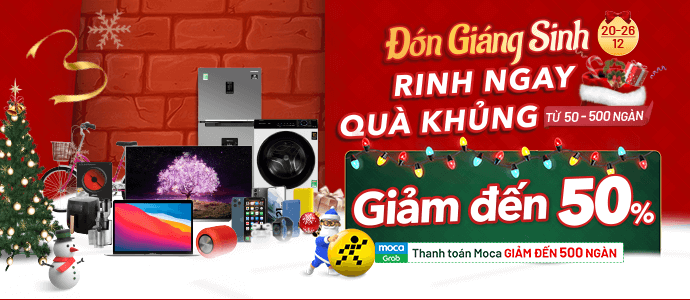 Đón Giáng Sinh
20-26
12
RINH NGAY
QUÀ KHỦNG
TỪ 50 - 500 NGÀN
Giảm đến 50%
moca
Grab
Thanh toán Moca GIẢM ĐẾN 500 NGÀN